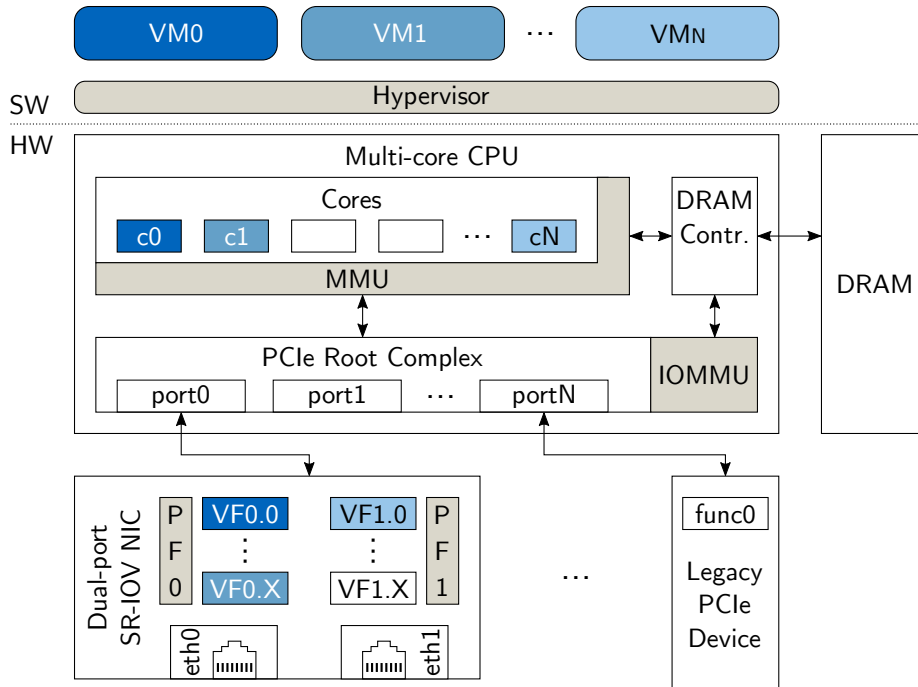 VM0
VM1
...
VMN
Hypervisor
SW
HW
Multi-core CPU
Cores
c0
c1
...
cN
MMU
DRAM
Contr.
DRAM
PCIe Root Complex
IOMMU
port0
port1
...
portN
Dual-port
SR-IOV NIC
P
F
0
VF0.0
⋮
VF0.X
VF1.0
⋮
VF1.X
P
F
1
eth0
eth1
...
func0
Legacy
PCIe
Device